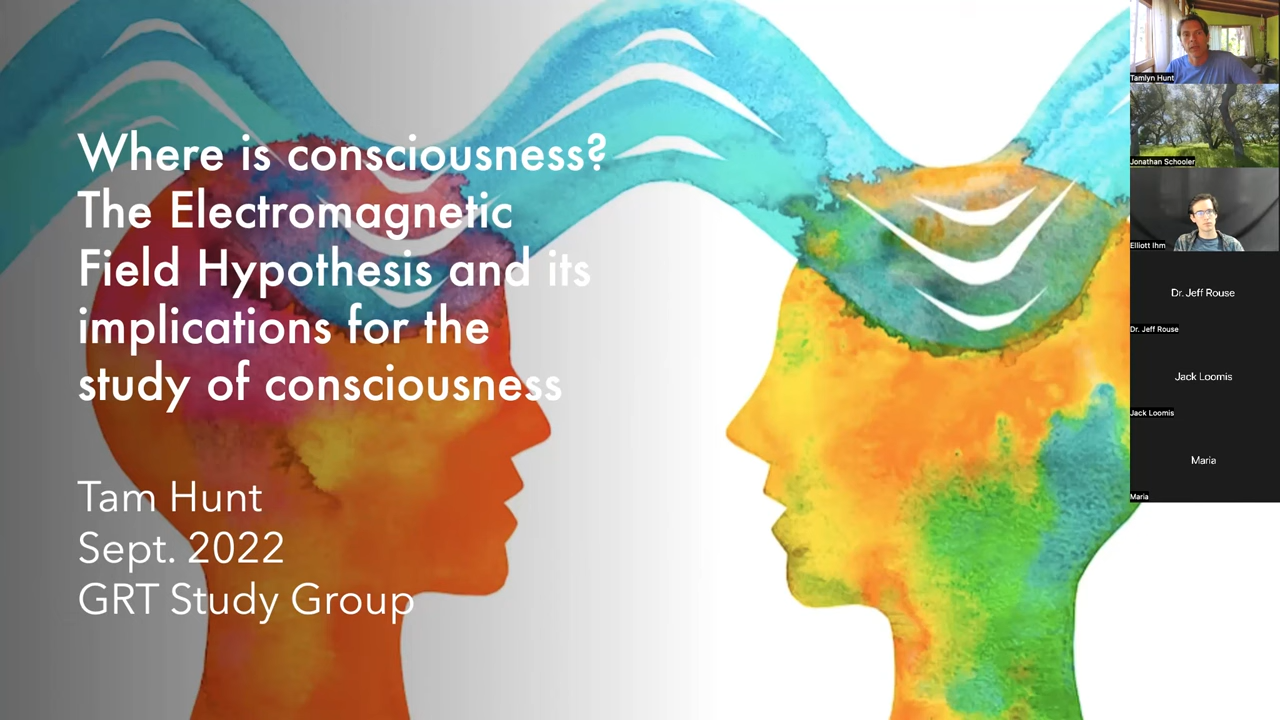 Where is consciousness?
The Electromagnetic
Field Hypothesis and its
implications for the
study of consciousness
Tam Hunt
Sept. 2022
GRT Study Group
Tamlyn Hunt
Jonathan Schooler
Elliott Ihm
Dr. Jeff Rouse
Dr. Jeff Rouse
Jack Loomis
Jack Loomis
Maria
Maria